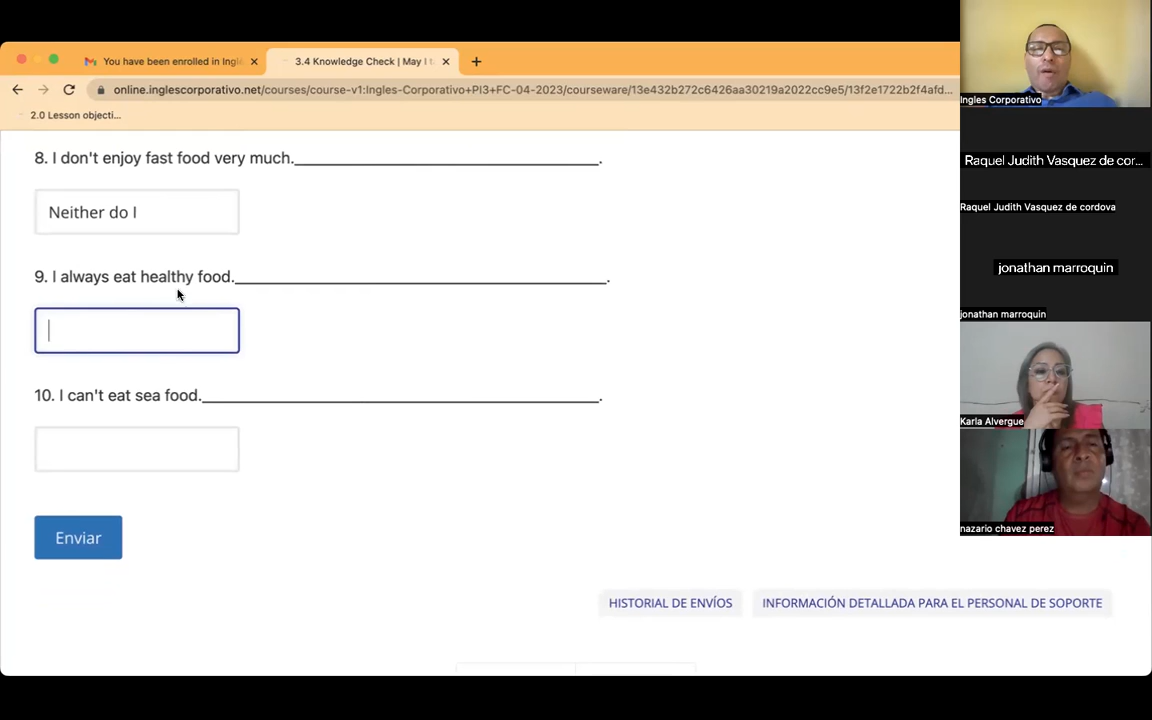 You have been enrolled in Ingl
3.4 Knowledge Check | May I t
online.inglescorporativo.net/courses/course-v1:Ingles-Corporativo+PI3+FC-04-2023/courseware/13e432b272c6426aa30219a2022cc9e5/13f2e1722b2f4afd...
2.0 Lesson objecti...
8. I don't enjoy fast food very much.____________________________________.
Neither do I
9. I always eat healthy food.____________________________________________.
10. I can't eat sea food._______________________________________________.
Enviar
HISTORIAL DE ENVÍOS
INFORMACIÓN DETALLADA PARA EL PERSONAL DE SOPORTE
Ingles Corporativo
Raquel Judith Vasquez de cor...
Raquel Judith Vasquez de cordova
jonathan marroquin
jonathan marroquin
Karla Alvergue
nazario chavez perez